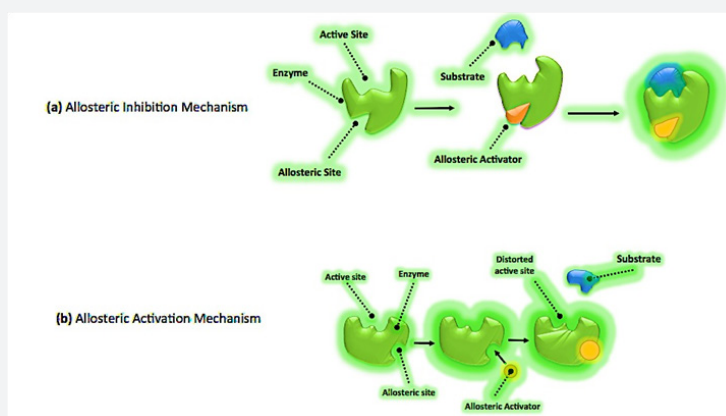 Active Site
Enzyme
Substrate
(a) Allosteric Inhibition Mechanism
Allosteric Activator
Allosteric Site
Distorted
active site
Substrate
Active site
Enzyme
(b) Allosteric Activation Mechanism
Allosteric site
Allosteric Activator